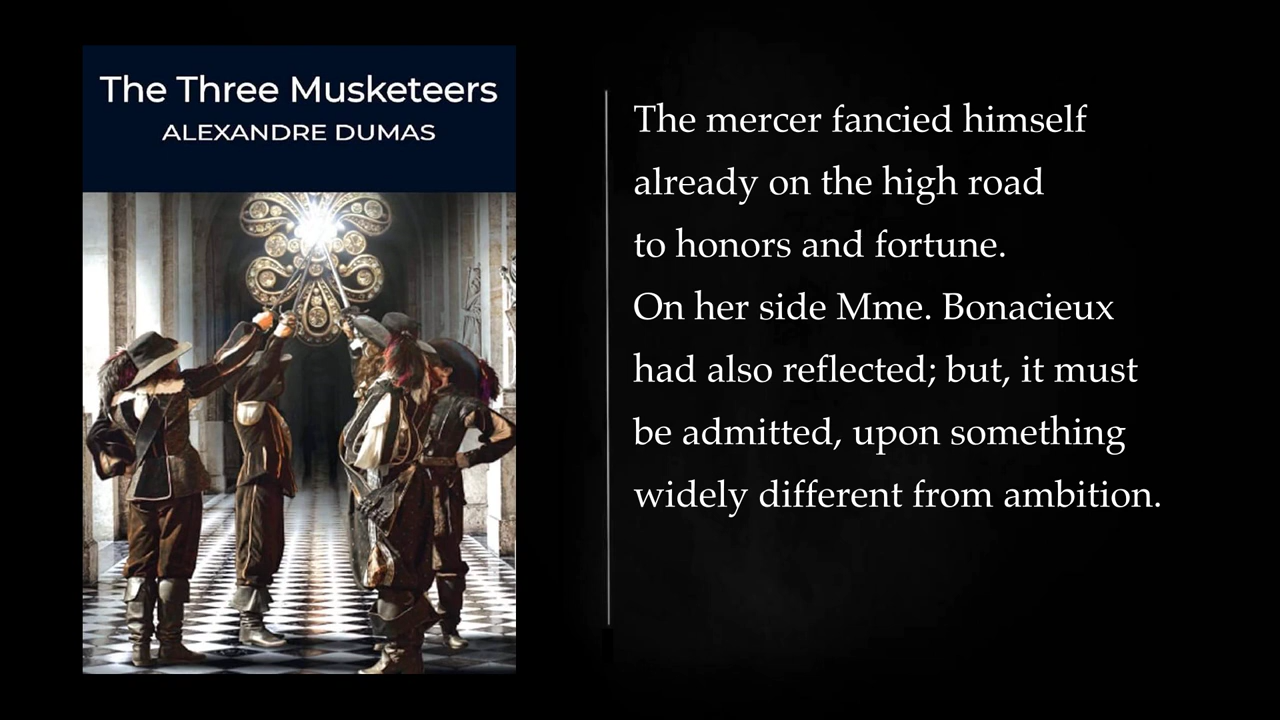 The Three Musketeers
ALEXANDRE DUMAS
The mercer fancied himself
already on the high road
to honors and fortune.
On her side Mme. Bonacieux
had also reflected; but, it must
be admitted, upon something
widely different from ambition.